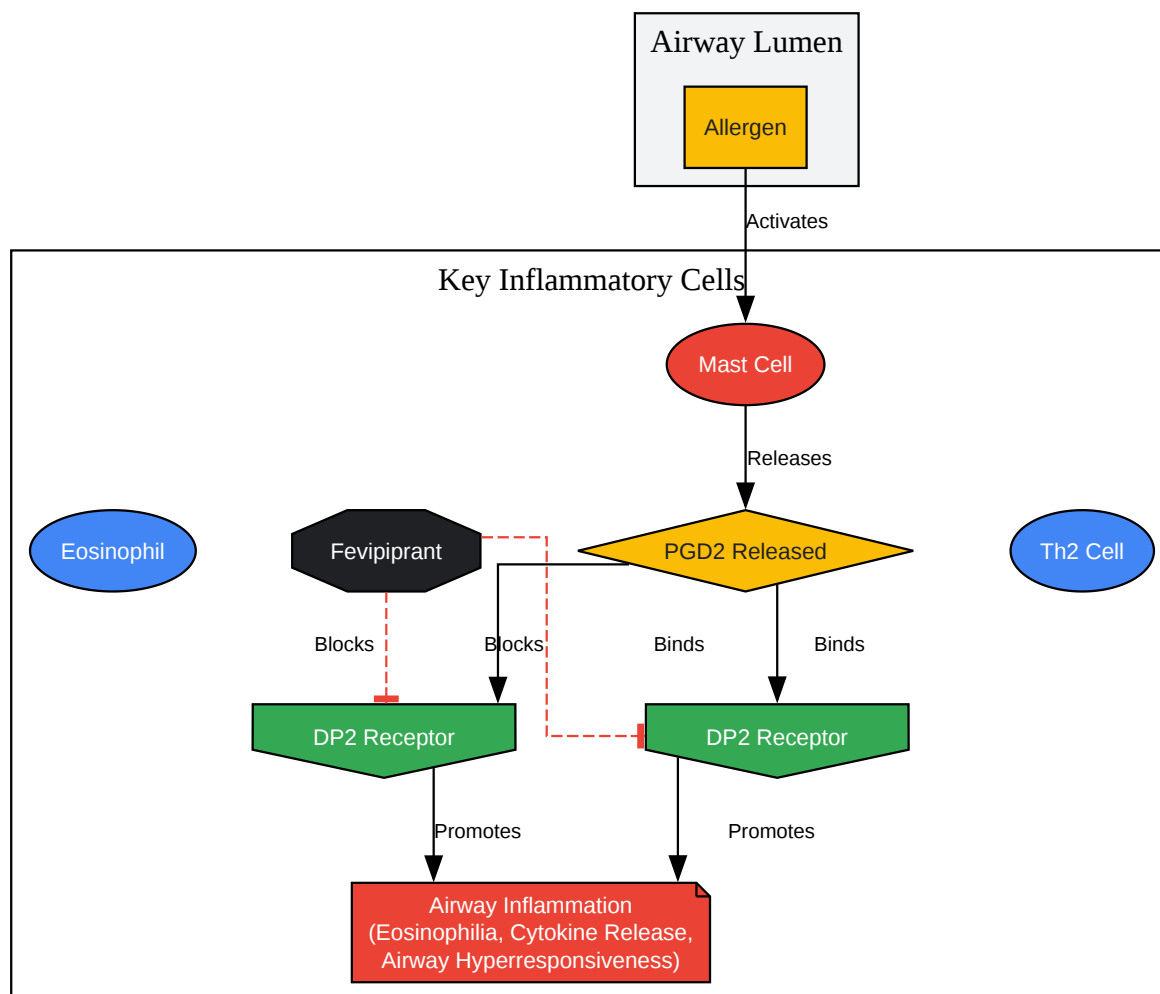 Airway Lumen
Allergen
Activates
Key Inflammatory Cells
Mast Cell
Releases
Eosinophil
Fevipiprant
PGD2 Released
Th2 Cell
Blocks
Blocks
Binds
Binds
DP2 Receptor
DP2 Receptor
Promotes
Promotes
Airway Inflammation
(Eosinophilia, Cytokine Release,
Airway Hyperresponsiveness)